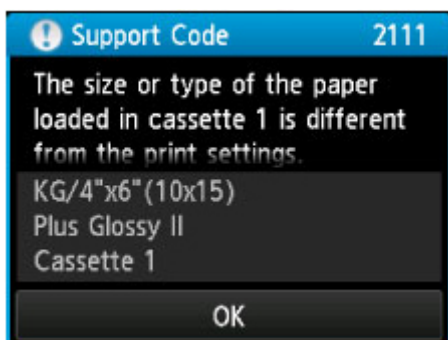 Support Code 2111
The size or type of the paper
loaded in cassette 1 is different
from the print settings.
KG/4"x6"(10x15)
Plus Glossy II
Cassette 1
OK